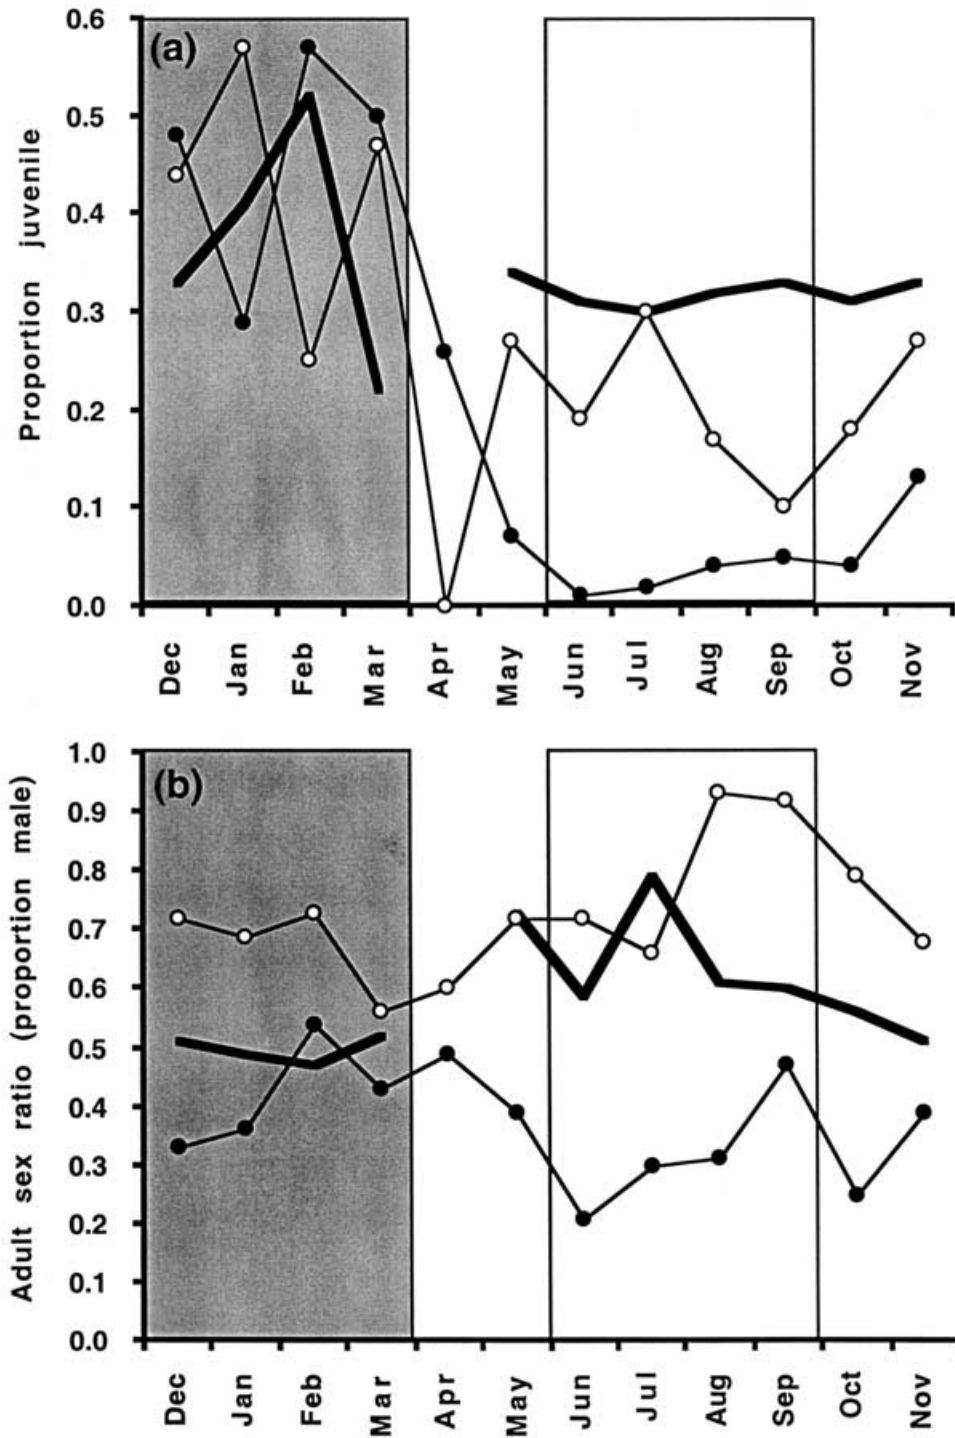 (a)
Proportion juvenile
0.6
0.5
0.4
0.3
0.2
0.1
0.0
Dec
Jan
Feb
Mar
Apr
May
Jun
Jul
Aug
Sep
Oct
Nov
(b)
Adult sex ratio (proportion male)
1.0
0.9
0.8
0.7
0.6
0.5
0.4
0.3
0.2
0.1
0.0
Dec
Jan
Feb
Mar
Apr
May
Jun
Jul
Aug
Sep
Oct
Nov